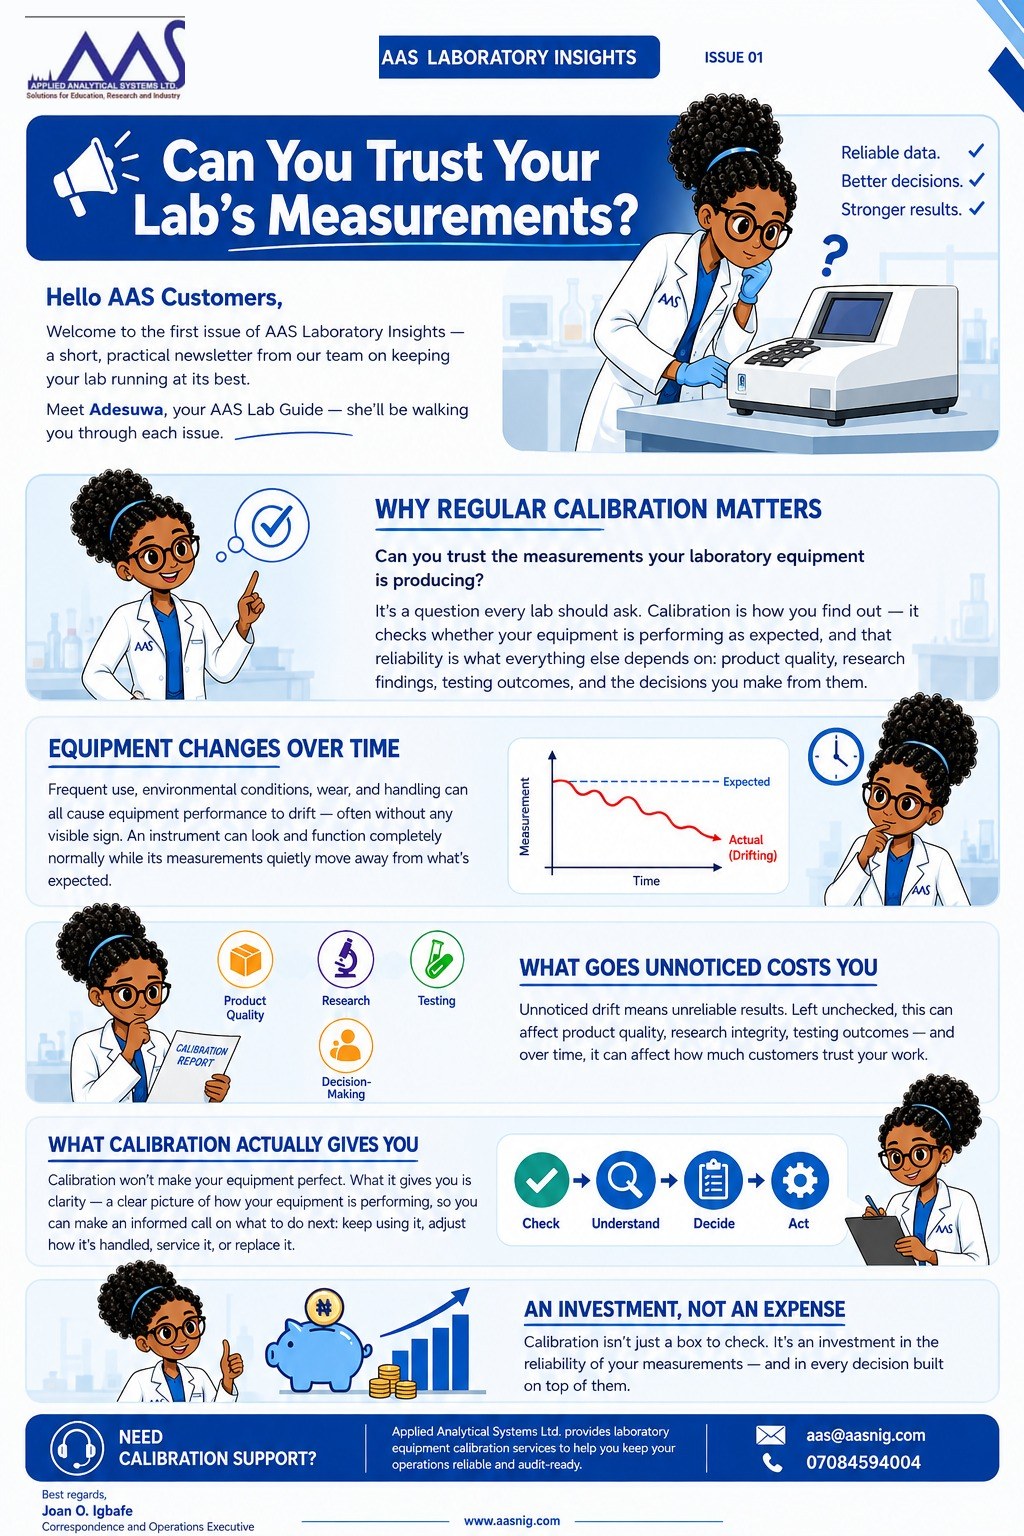 AAS
APPLIED ANALYTICAL SYSTEMS LTD.
Solutions for Education, Research and Industry
AAS LABORATORY INSIGHTS
ISSUE 01
Can You Trust Your
Lab's Measurements?
Reliable data.
Better decisions.
Stronger results.
?
AAS
Hello AAS Customers,
Welcome to the first issue of AAS Laboratory Insights —
a short, practical newsletter from our team on keeping
your lab running at its best.
Meet Adesuwa, your AAS Lab Guide — she'll be walking
you through each issue.
AAS
WHY REGULAR CALIBRATION MATTERS
Can you trust the measurements your laboratory equipment
is producing?
It's a question every lab should ask. Calibration is how you find out — it
checks whether your equipment is performing as expected, and that
reliability is what everything else depends on: product quality, research
findings, testing outcomes, and the decisions you make from them.
EQUIPMENT CHANGES OVER TIME
Frequent use, environmental conditions, wear, and handling can
all cause equipment performance to drift — often without any
visible sign. An instrument can look and function completely
normally while its measurements quietly move away from what's
expected.
Measurement
Expected
Actual
(Drifting)
Time
AAS
CALIBRATION
REPORT
Product
Quality
Research
Testing
Decision-
Making
WHAT GOES UNNOTICED COSTS YOU
Unnoticed drift means unreliable results. Left unchecked, this can
affect product quality, research integrity, testing outcomes — and
over time, it can affect how much customers trust your work.
WHAT CALIBRATION ACTUALLY GIVES YOU
Calibration won't make your equipment perfect. What it gives you is
clarity — a clear picture of how your equipment is performing, so you
can make an informed call on what to do next: keep using it, adjust
how it's handled, service it, or replace it.
Check
Understand
Decide
Act
AAS
AAS
₦
AN INVESTMENT, NOT AN EXPENSE
Calibration isn't just a box to check. It's an investment in the
reliability of your measurements — and in every decision built
on top of them.
NEED
CALIBRATION SUPPORT?
Applied Analytical Systems Ltd. provides laboratory
equipment calibration services to help you keep your
operations reliable and audit-ready.
aas@aasnig.com
07084594004
Best regards,
Joan O. Igbafe
Correspondence and Operations Executive
www.aasnig.com